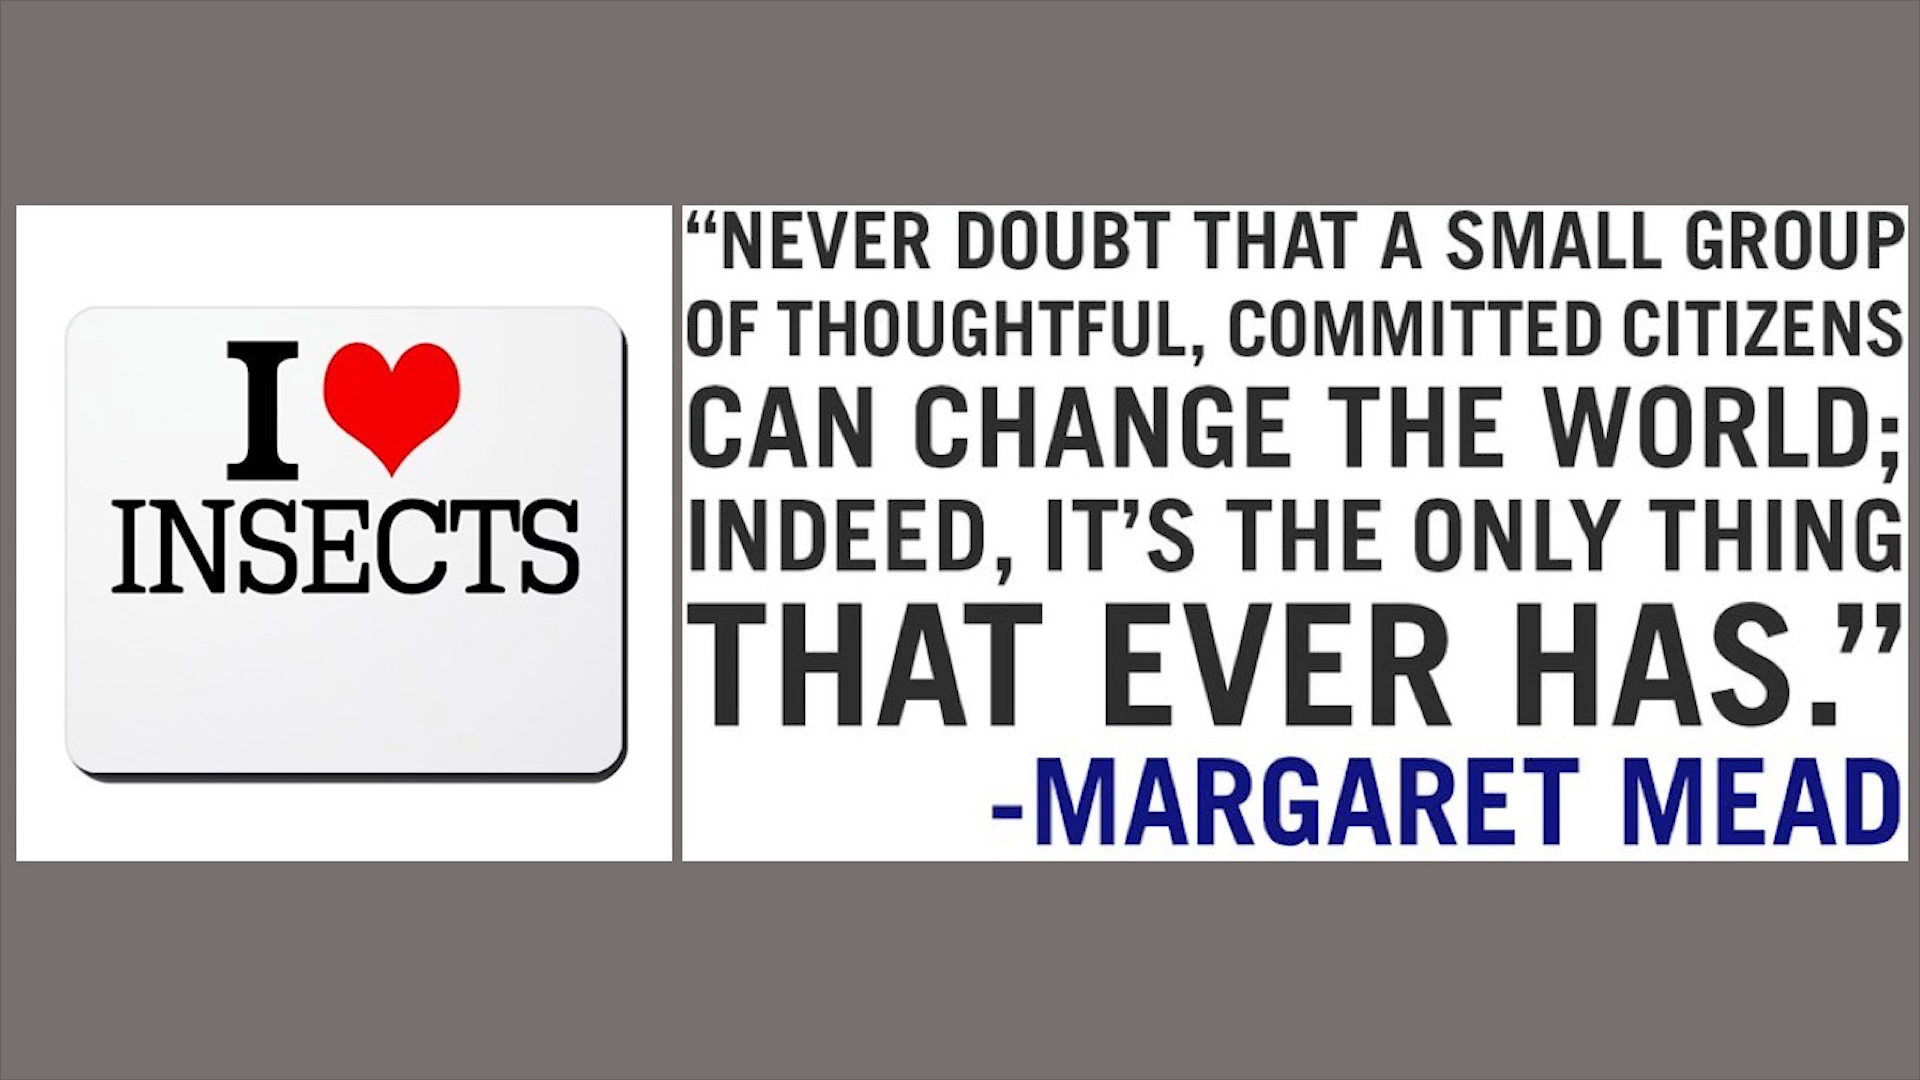 I ♥
INSECTS
“NEVER DOUBT THAT A SMALL GROUP
OF THOUGHTFUL, COMMITTED CITIZENS
CAN CHANGE THE WORLD;
INDEED, IT’S THE ONLY THING
THAT EVER HAS.”
-MARGARET MEAD